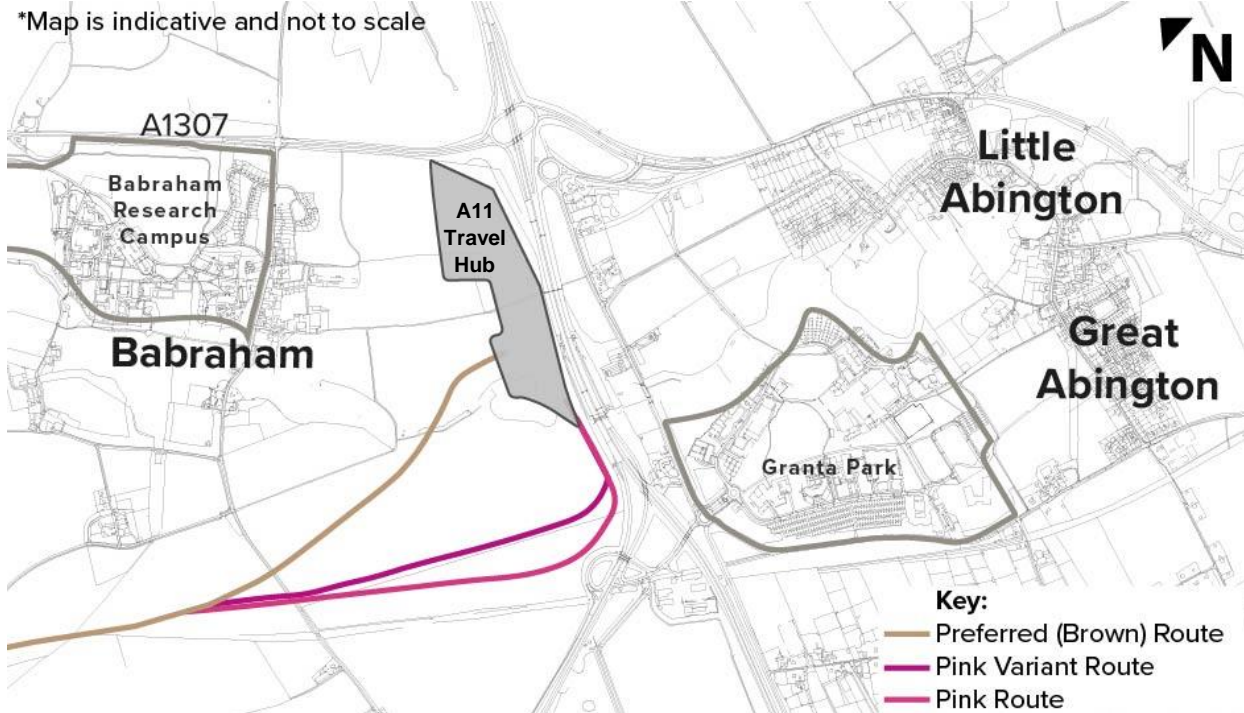 *Map is indicative and not to scale
N
A1307
Babraham
Research
Campus
A11
Travel
Hub
Little
Abington
Babraham
Great
Abington
Granta Park
Key:
Preferred (Brown) Route
Pink Variant Route
Pink Route